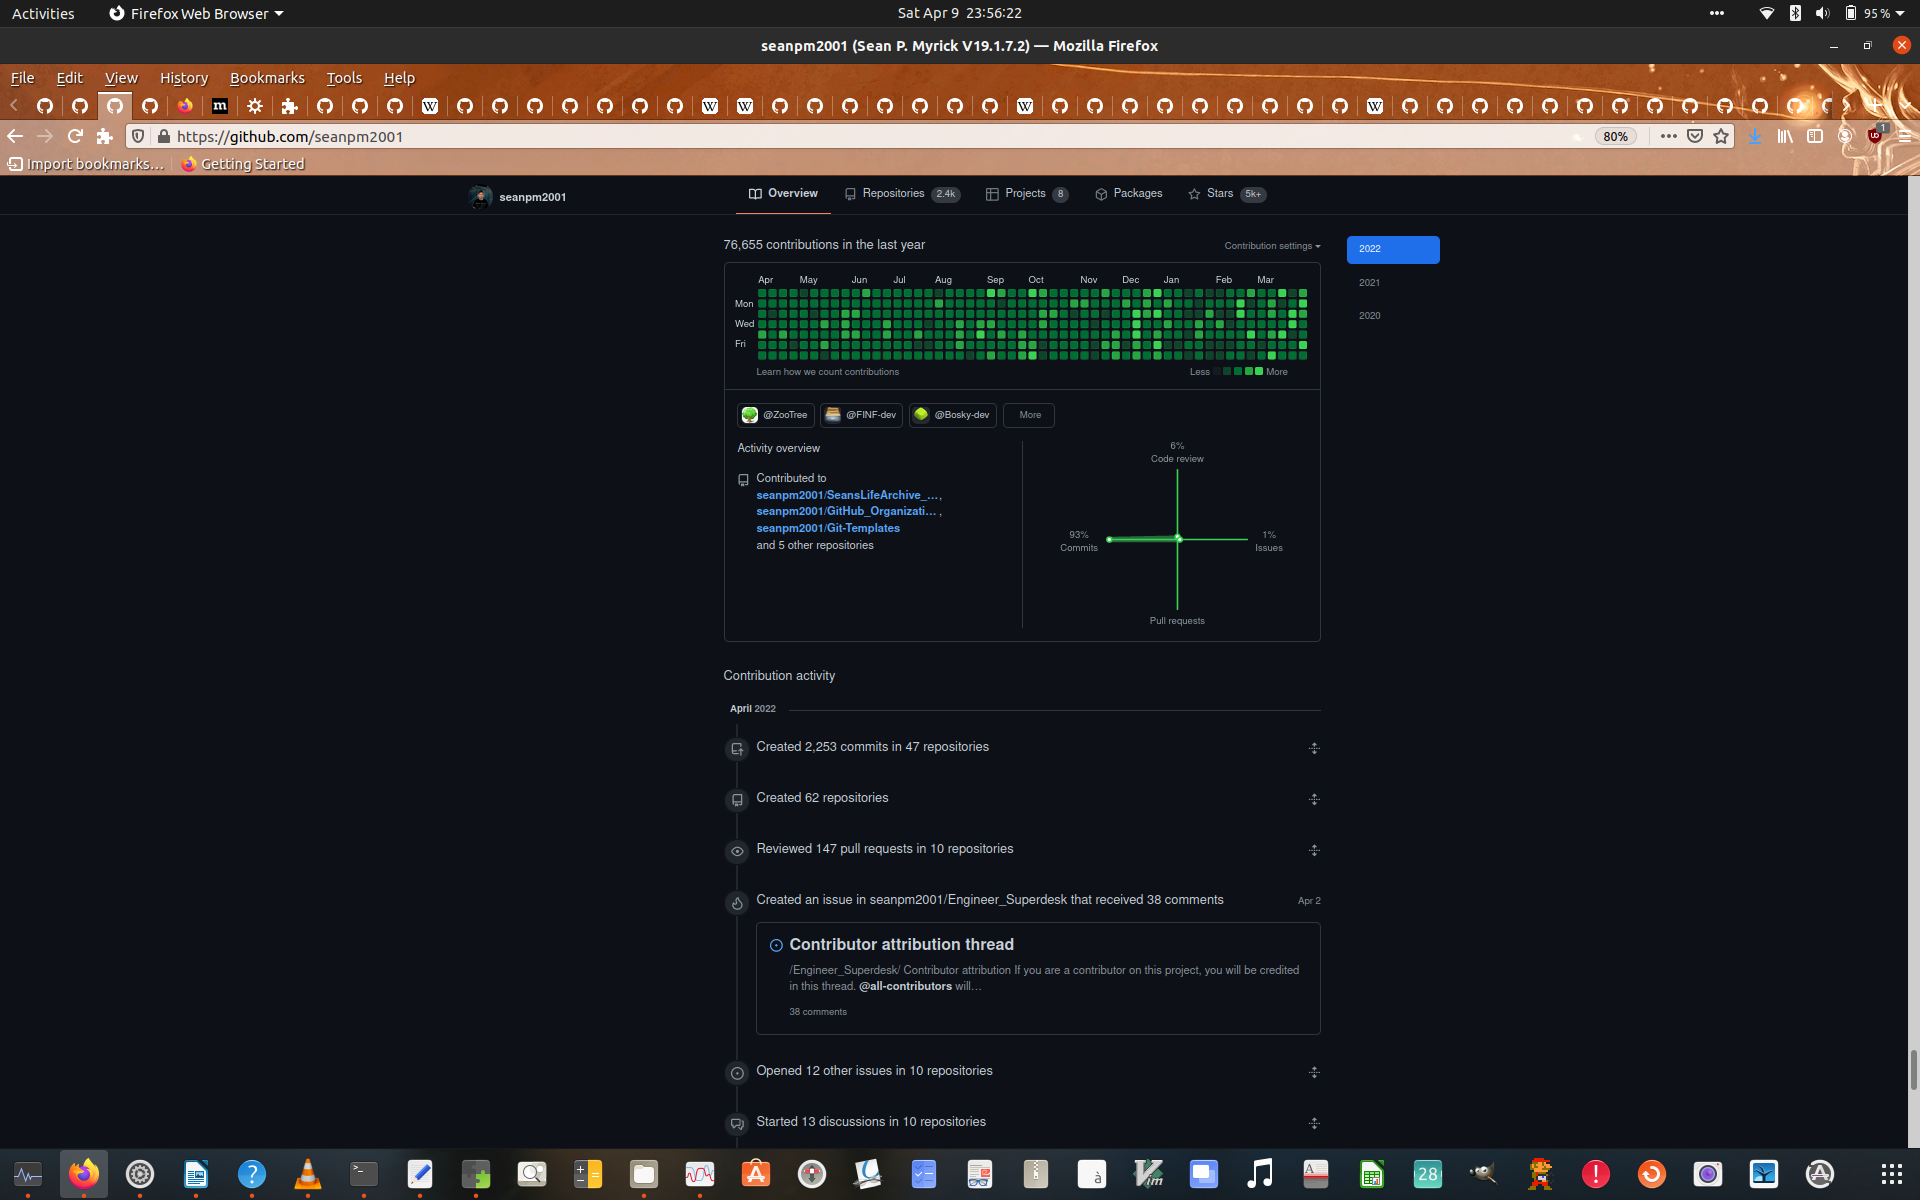 Activities
Firefox Web Browser
Sat Apr 9 23:56:22
95 %
seanpm2001 (Sean P. Myrick V19.1.7.2) — Mozilla Firefox
File Edit View History Bookmarks Tools Help
https://github.com/seanpm2001
80%
1
Import bookmarks…
Getting Started
seanpm2001
Overview
Repositories 2.4k
Projects 8
Packages
Stars 5k+
76,655 contributions in the last year
Contribution settings
2022
2021
2020
Apr May Jun Jul Aug Sep Oct Nov Dec Jan Feb Mar
Mon
Wed
Fri
Learn how we count contributions
Less More
@ZooTree
@FINF-dev
@Bosky-dev
More
Activity overview
Contributed to
seanpm2001/SeansLifeArchive_…,
seanpm2001/GitHub_Organizati… ,
seanpm2001/Git-Templates
and 5 other repositories
6%
Code review
93%
Commits
1%
Issues
Pull requests
Contribution activity
April 2022
Created 2,253 commits in 47 repositories
Created 62 repositories
Reviewed 147 pull requests in 10 repositories
Created an issue in seanpm2001/Engineer_Superdesk that received 38 comments
Apr 2
Contributor attribution thread
/Engineer_Superdesk/ Contributor attribution If you are a contributor on this project, you will be credited
in this thread. @all-contributors will…
38 comments
Opened 12 other issues in 10 repositories
Started 13 discussions in 10 repositories
28